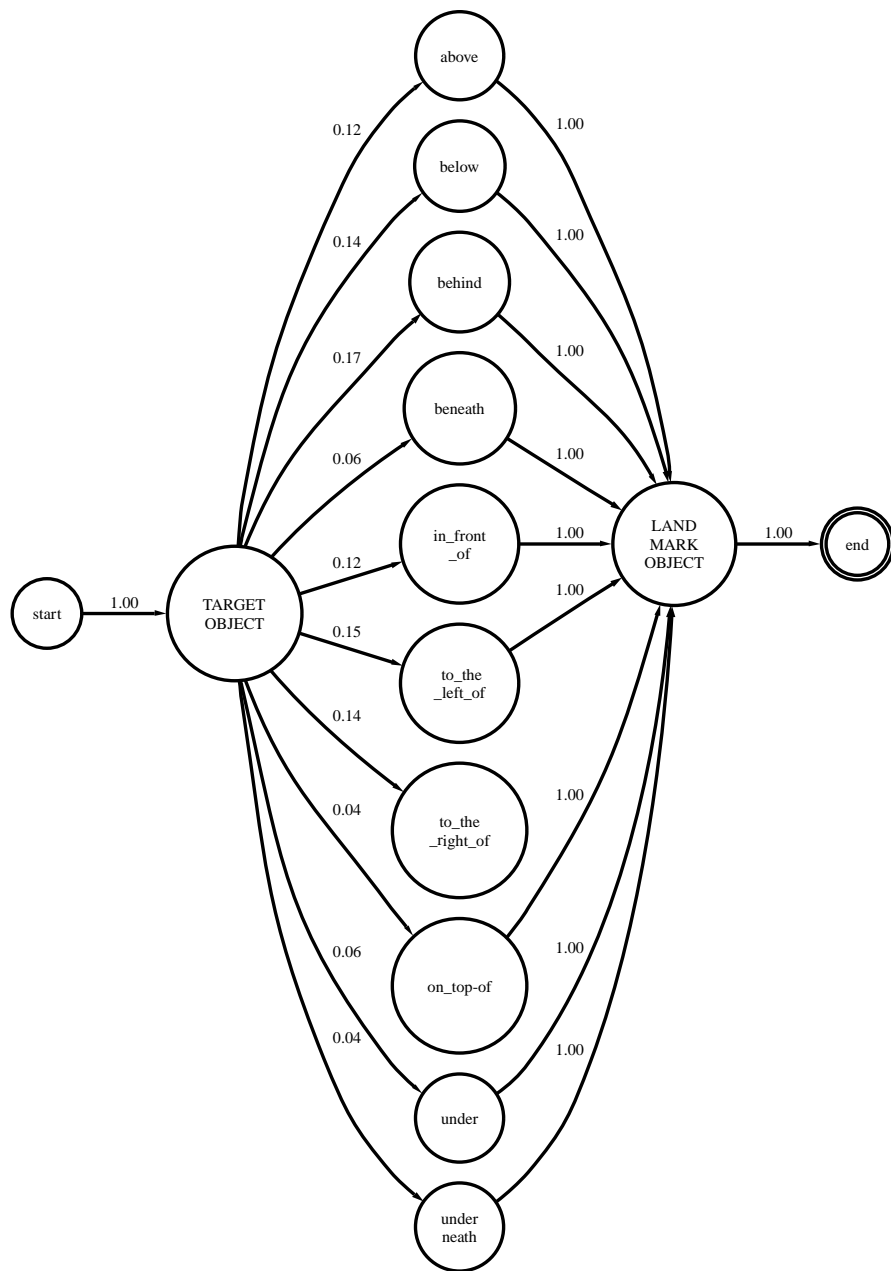 above
0.12
1.00
below
0.14
1.00
behind
0.17
1.00
beneath
0.06
1.00
in_front
_of
0.12
1.00
LAND
MARK
OBJECT
1.00
end
start
1.00
TARGET
OBJECT
0.15
1.00
to_the
_left_of
0.14
to_the
_right_of
0.04
1.00
on_top-of
0.06
1.00
under
0.04
1.00
under
neath